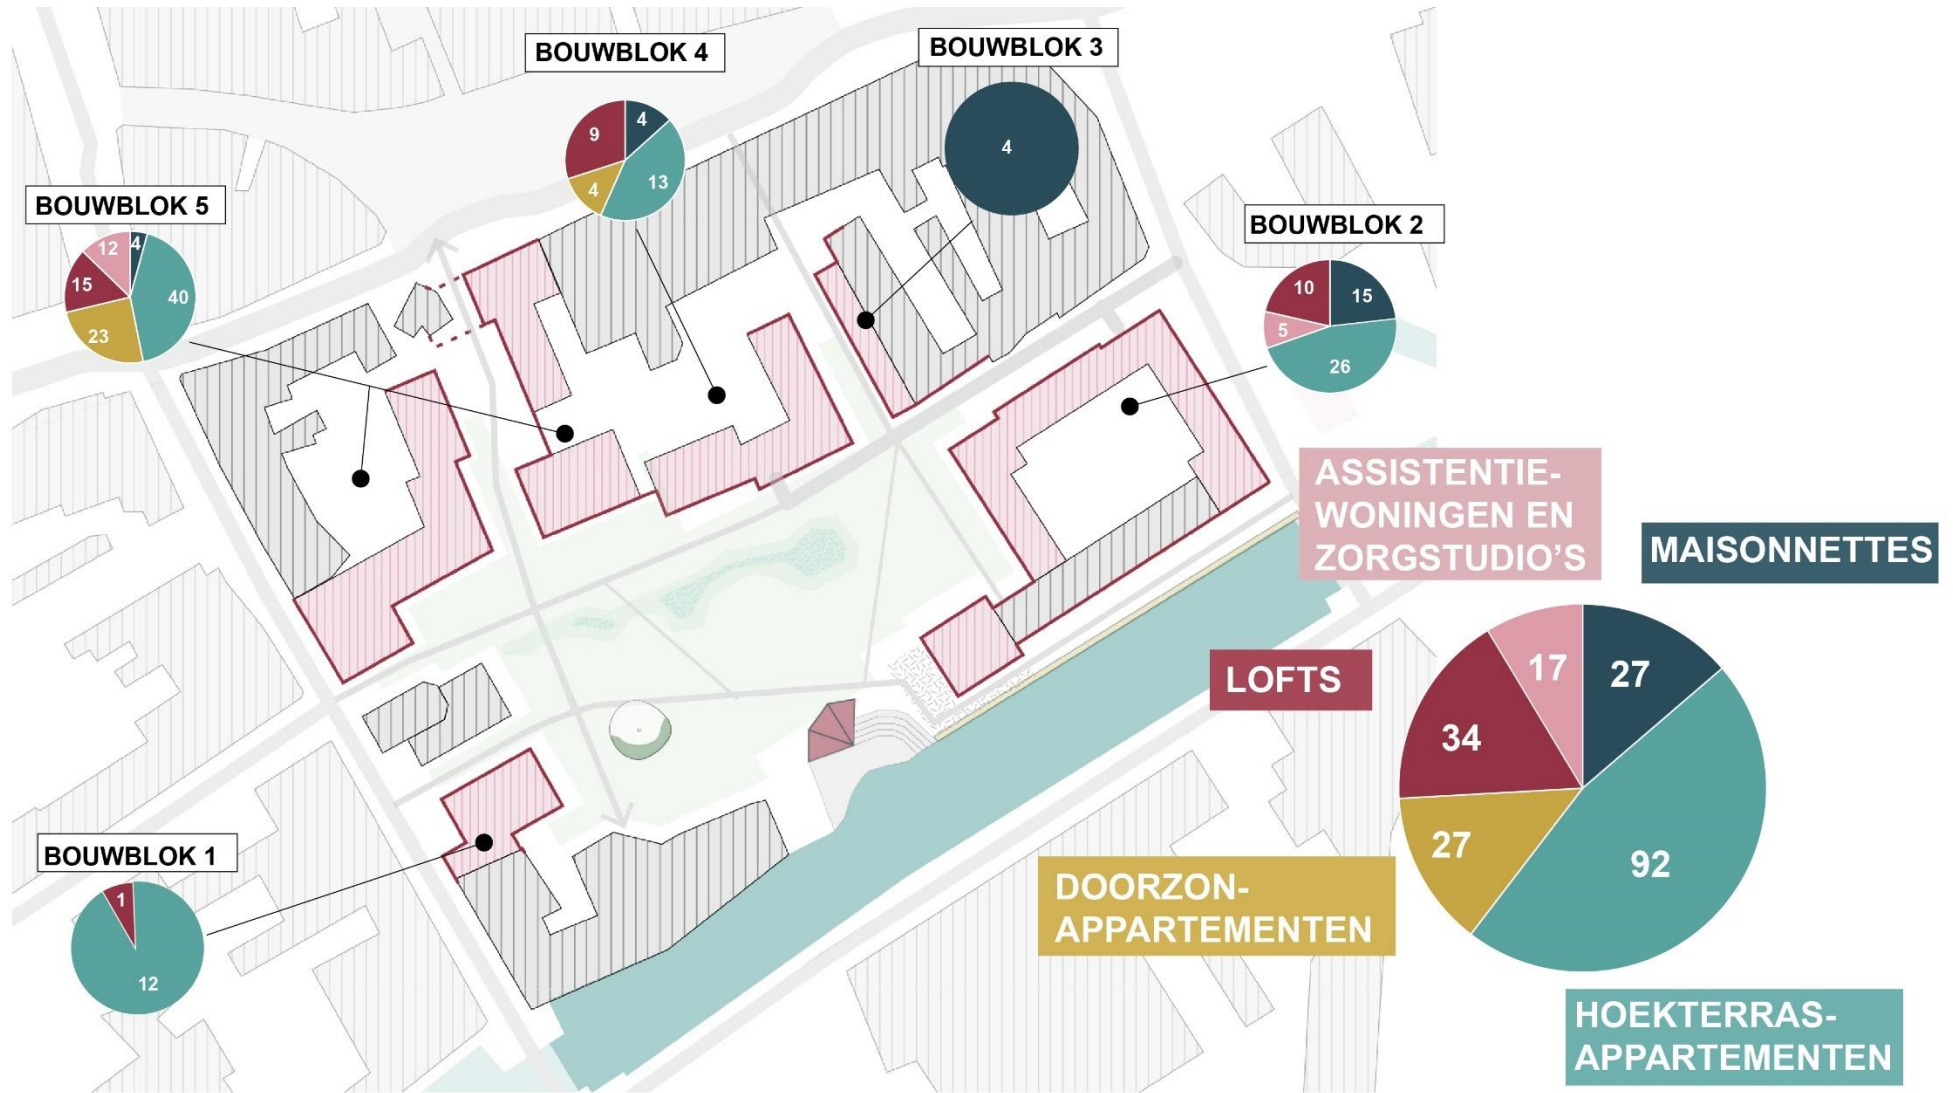 BOUWBLOK 4
9
4
4
13
BOUWBLOK 3
4
BOUWBLOK 5
12
4
15
40
23
BOUWBLOK 2
10
15
5
26
ASSISTENTIE-
WONINGEN EN
ZORGSTUDIO'S
MAISONNETTES
LOFTS
17
27
34
27
92
DOORZON-
APPARTEMENTEN
HOEKTERRAS-
APPARTEMENTEN
BOUWBLOK 1
1
12